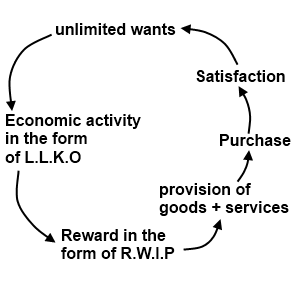 unlimited wants
Economic activity
in the form
of L.L.K.O
Reward in the
form of R.W.I.P
provision of
goods + services
Purchase
Satisfaction